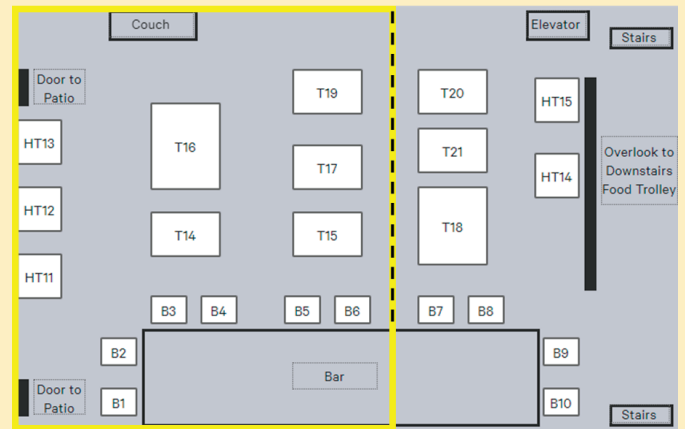 Couch
Elevator
Stairs
Door to
Patio
T19
T20
HT15
T16
HT13
T17
T21
HT14
Overlook to
Downstairs
Food Trolley
HT12
T14
T15
T18
HT11
B3
B4
B5
B6
B7
B8
B2
B9
Bar
Door to
Patio
B1
B10
Stairs